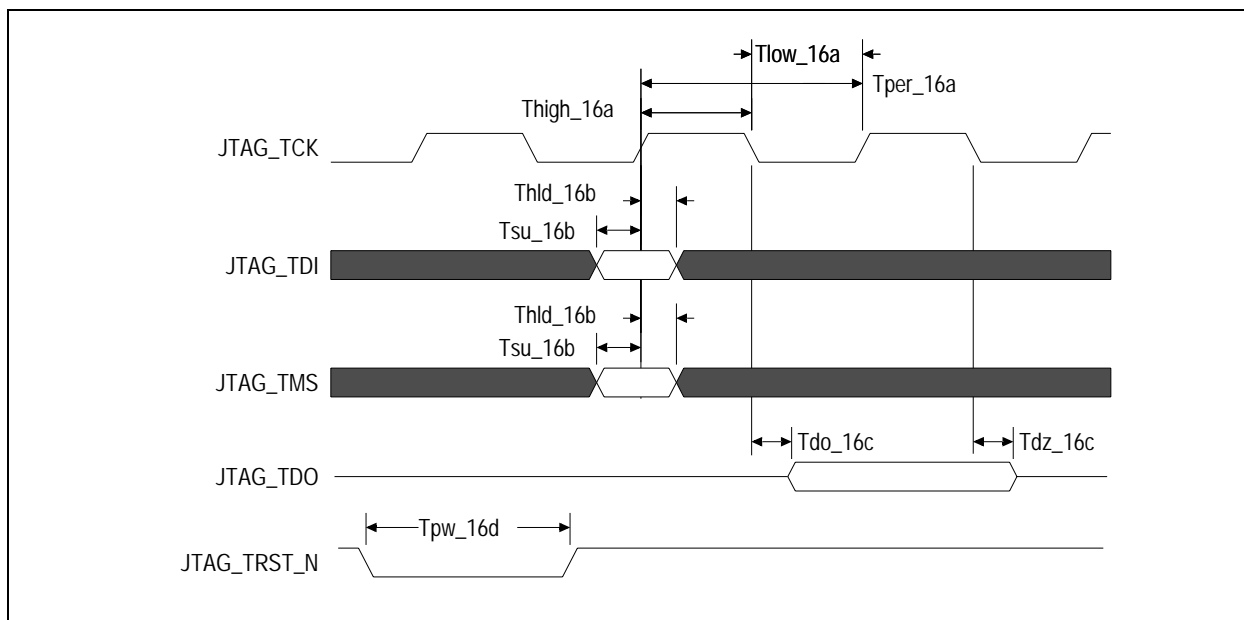 Tlow_16a
Tper_16a
Thigh_16a
JTAG_TCK
Thld_16b
Tsu_16b
JTAG_TDI
Thld_16b
Tsu_16b
JTAG_TMS
Tdo_16c
Tdz_16c
JTAG_TDO
Tpw_16d
JTAG_TRST_N